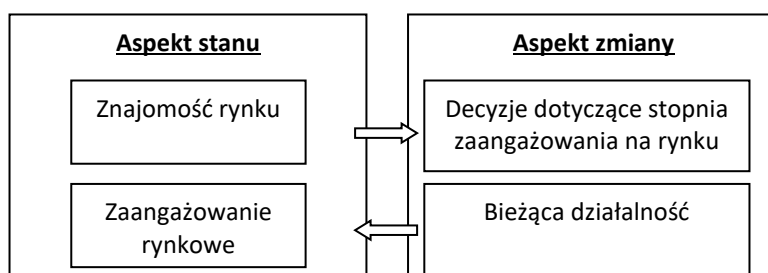 Aspekt stanu
Znajomość rynku
Zaangażowanie
rynkowe
Aspekt zmiany
Decyzje dotyczące stopnia
zaangażowania na rynku
Bieżąca działalność